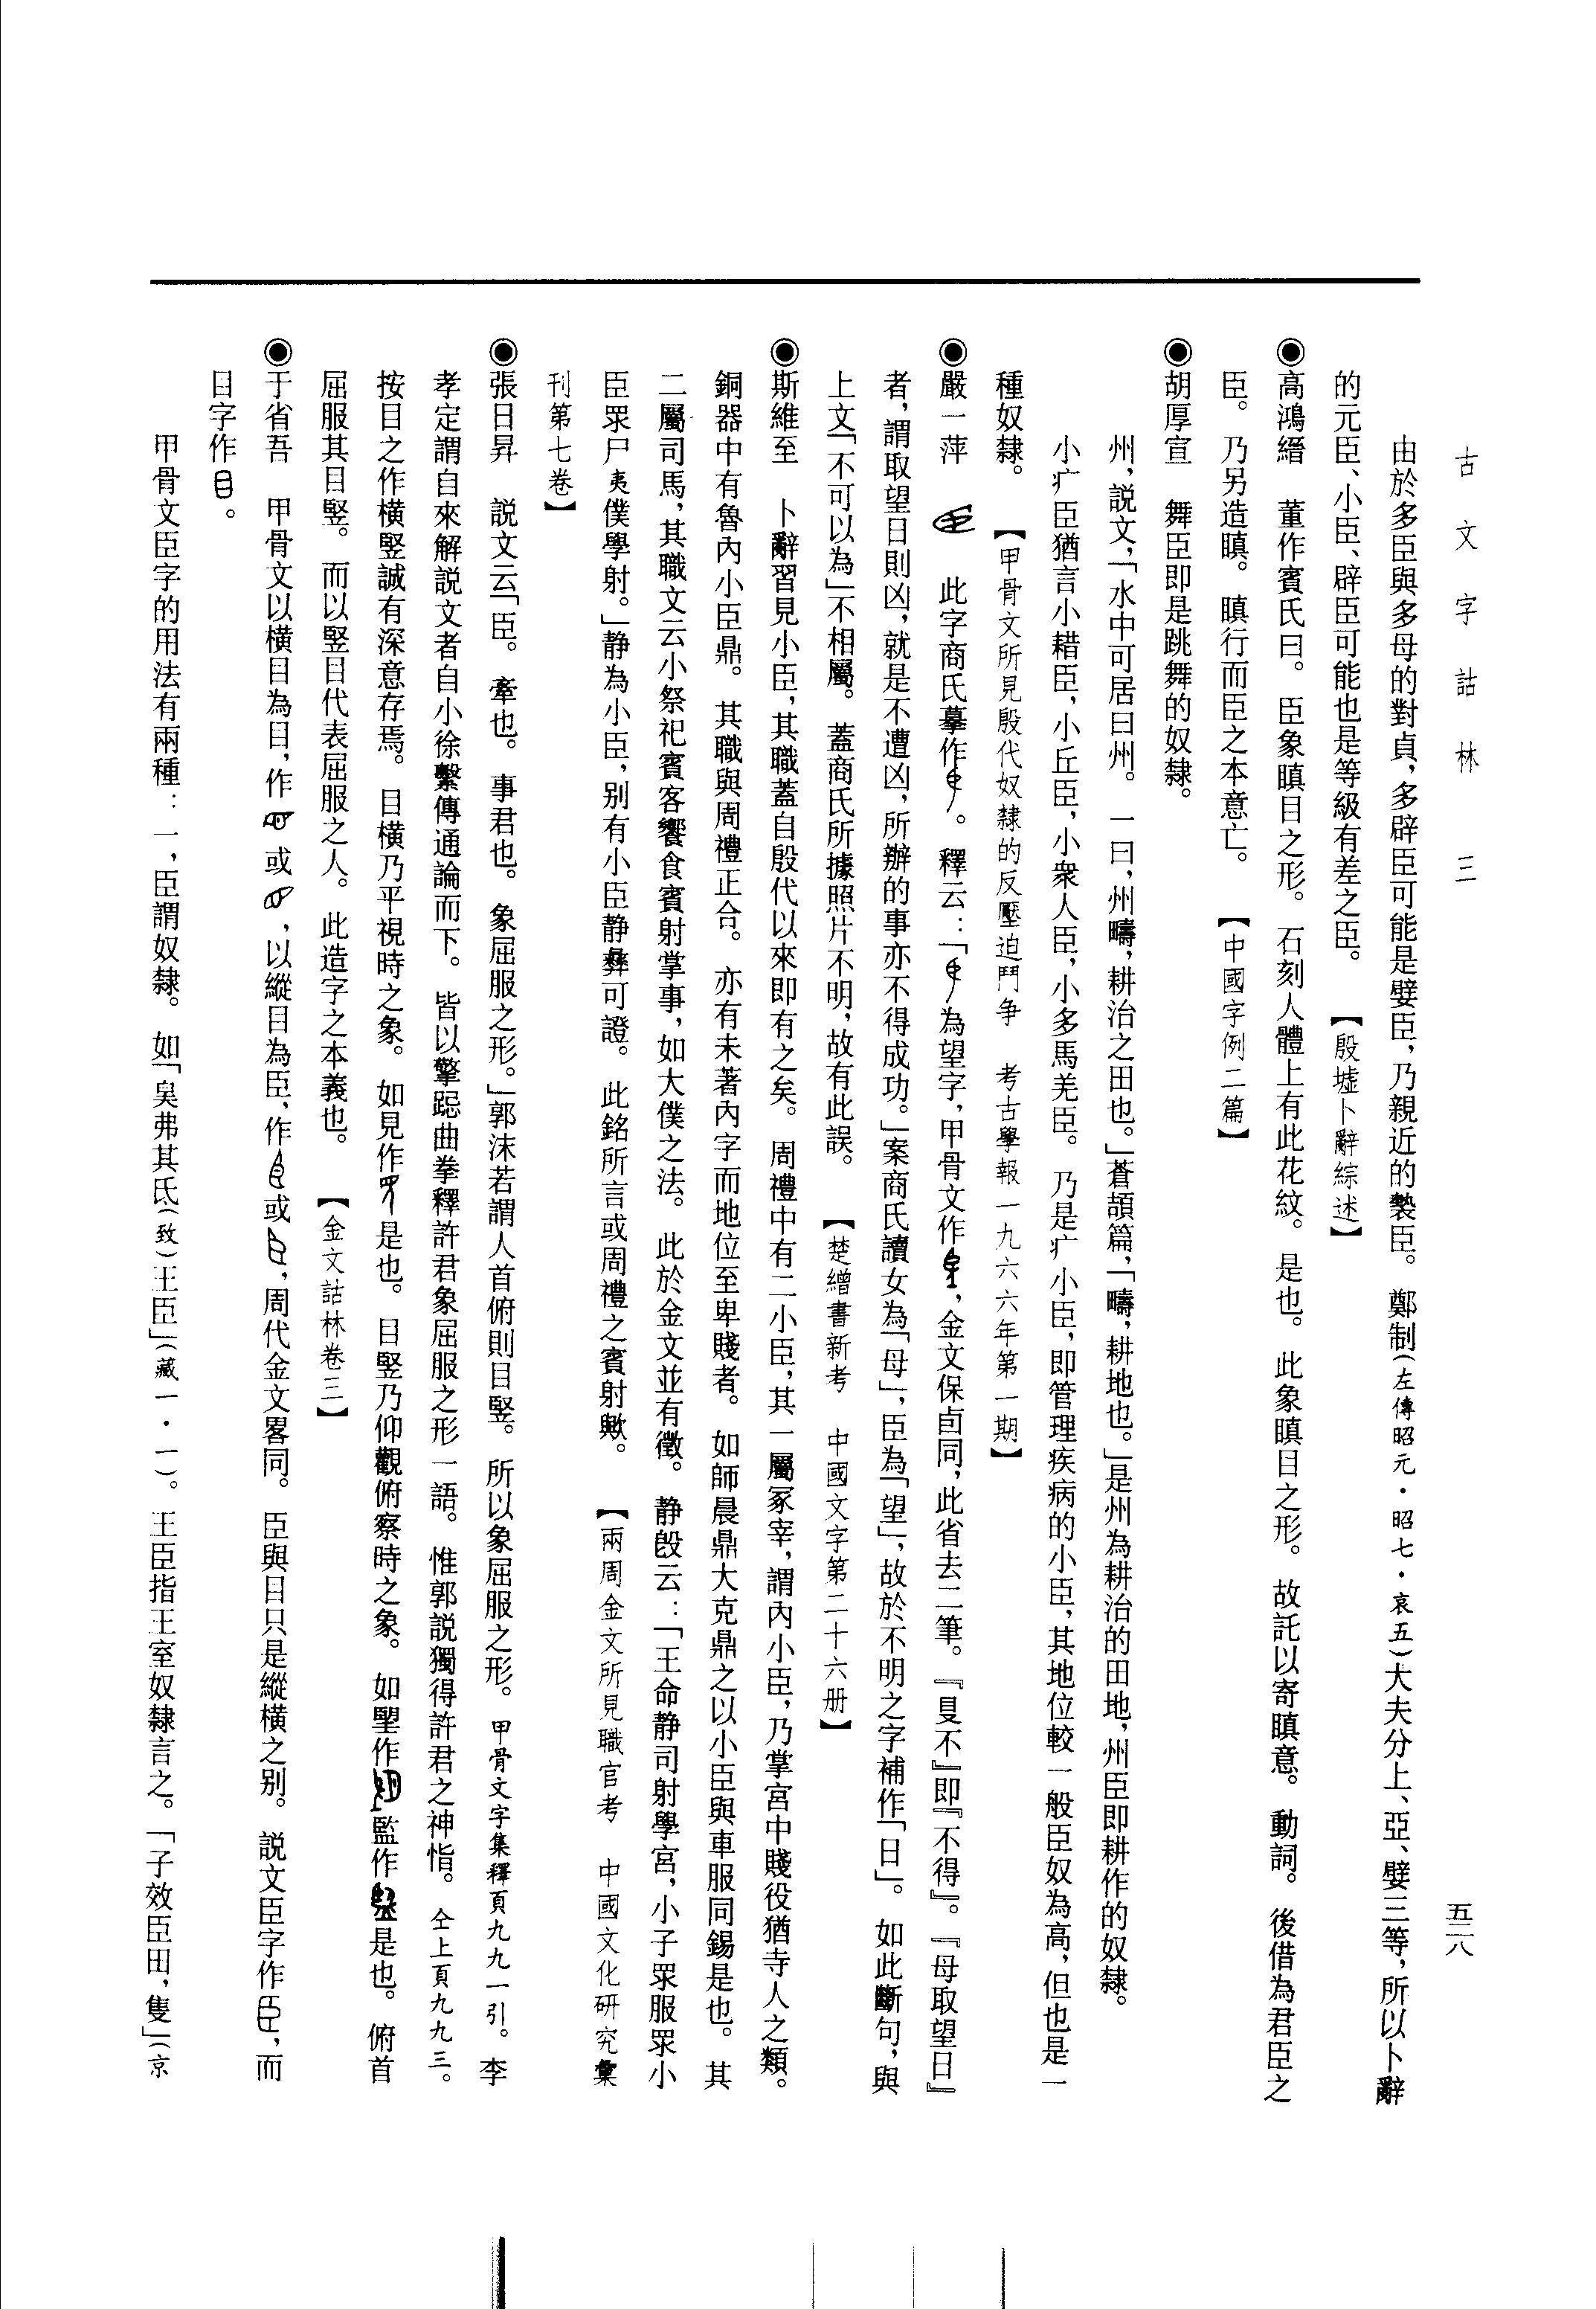 古文字詁林 三
五三八
由於多臣與多母的對貞，多辟臣可能是嬖臣，乃親近的褻臣。鄭制（左傳昭元·昭七·哀五）大夫分上、亞、嬖三等，所以卜辭
的元臣、小臣、辟臣可能也是等級有差之臣。【殷墟卜辭綜述】
◉高鴻縉　董作賓氏曰。臣象瞋目之形。石刻人體上有此花紋。是也。此象瞋目之形。故託以寄瞋意。動詞。後借為君臣之
臣。乃另造瞋。瞋行而臣之本意亡。【中國字例二篇】
◉胡厚宣　舞臣即是跳舞的奴隸。
州，説文，「水中可居曰州。一曰，州疇，耕治之田也。」蒼頡篇，「疇，耕地也。」是州為耕治的田地，州臣即耕作的奴隸。
小疒臣猶言小耤臣，小丘臣，小衆人臣，小多馬羌臣。乃是疒小臣，即管理疾病的小臣，其地位較一般臣奴為高，但也是一
種奴隸。【甲骨文所見殷代奴隸的反壓迫鬥争　考古學報一九六六年第一期】
◉嚴一萍　此字商氏摹作。釋云：「為望字，甲骨文作，金文保卣同，此省去二筆。『䙷不』即『不得』。『母取望日』
者，謂取望日則凶，就是不遭凶，所辦的事亦不得成功。」案商氏讀女為「母」，臣為「望」，故於不明之字補作「日」。如此斷句，與
上文「不可以為」不相屬。蓋商氏所據照片不明，故有此誤。【楚繒書新考　中國文字第二十六册】
◉斯維至　卜辭習見小臣，其職蓋自殷代以來即有之矣。周禮中有二小臣，其一屬冢宰，謂內小臣，乃掌宮中賤役猶寺人之類。
銅器中有魯內小臣鼎。其職與周禮正合。亦有未著內字而地位至卑賤者。如師晨鼎大克鼎之以小臣與車服同錫是也。其
二屬司馬，其職文云小祭祀賓客饗食賓射掌事，如大僕之法。此於金文並有徵。静𣪘云：「王命静司射學宮，小子眔服眔小
臣眔尸夷僕學射。」静為小臣，别有小臣静彝可證。此銘所言或周禮之賓射歟。【兩周金文所見職官考　中國文化研究彙
刊第七卷】
◉張日昇　説文云「臣。牽也。事君也。象屈服之形。」郭沫若謂人首俯則目竪。所以象屈服之形。甲骨文字集釋頁九九一引。李
孝定謂自來解説文者自小徐繫傳通論而下。皆以擎跽曲拳釋許君象屈服之形一語。惟郭説獨得許君之神恉。仝上頁九九三。
按目之作橫竪誠有深意存焉。目橫乃平視時之象。如見作是也。目竪乃仰觀俯察時之象。如朢作監作是也。俯首
屈服其目竪。而以竪目代表屈服之人。此造字之本義也。【金文詁林卷三】
◉于省吾　甲骨文以橫目為目，作或，以縱目為臣，作或，周代金文畧同。臣與目只是縱橫之别。説文臣字作，而
目字作。
甲骨文臣字的用法有兩種：一，臣謂奴隸。如「吳弗其氐（致）王臣」（藏一·一）。王臣指王室奴隸言之。「子效臣田，隻」（京